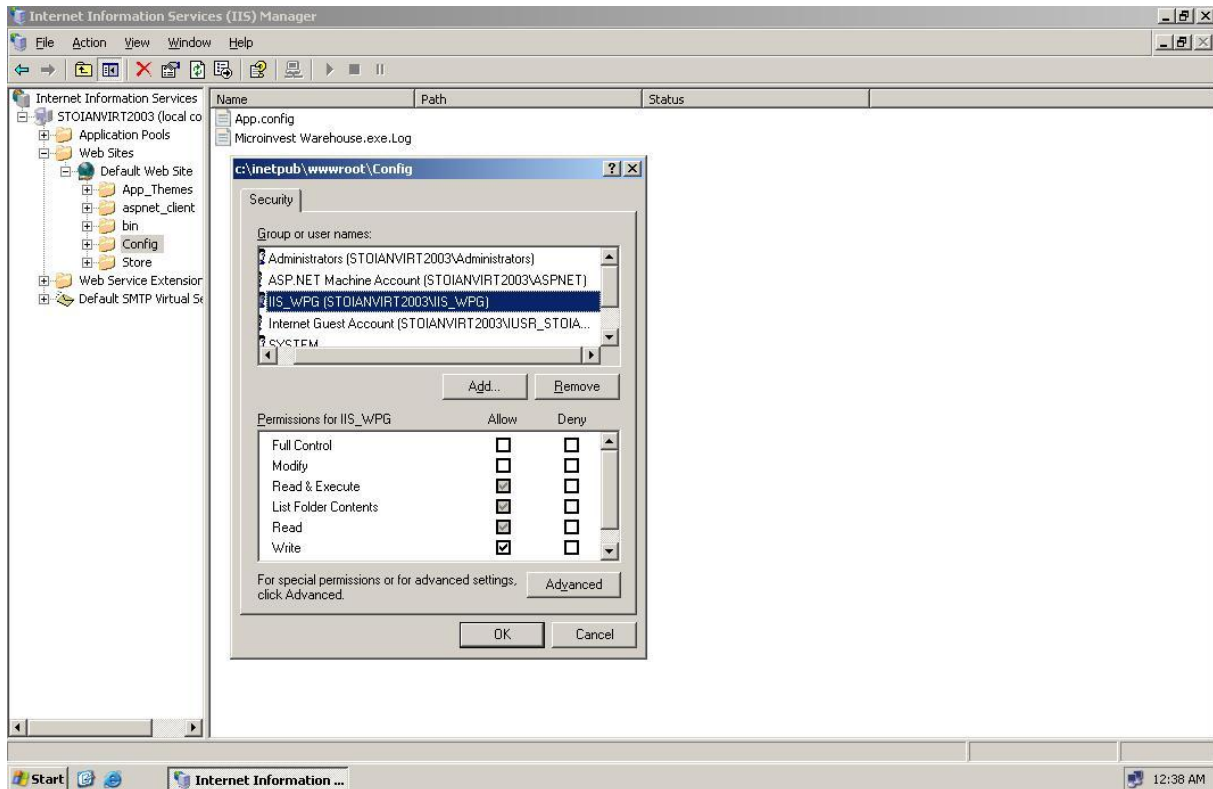 Internet Information Services (IIS) Manager
File Action View Window Help
Internet Information Services
STOIANVIRT2003 (local co
Application Pools
Web Sites
Default Web Site
App_Themes
aspnet_client
bin
Config
Store
Web Service Extension
Default SMTP Virtual Se
Name Path Status
App.config
Microinvest Warehouse.exe.Log
c:\inetpub\wwwroot\Config
Security
Group or user names:
Administrators (STOIANVIRT2003\Administrators)
ASP.NET Machine Account (STOIANVIRT2003\ASPNET)
IIS_WPG (STOIANVIRT2003\IIS_WPG)
Internet Guest Account (STOIANVIRT2003\IUSR_STOIA...
SYSTEM
Add... Remove
Permissions for IIS_WPG Allow Deny
Full Control
Modify
Read & Execute
List Folder Contents
Read
Write
For special permissions or for advanced settings,
click Advanced.
Advanced
OK Cancel
Start Internet Information ... 12:38 AM